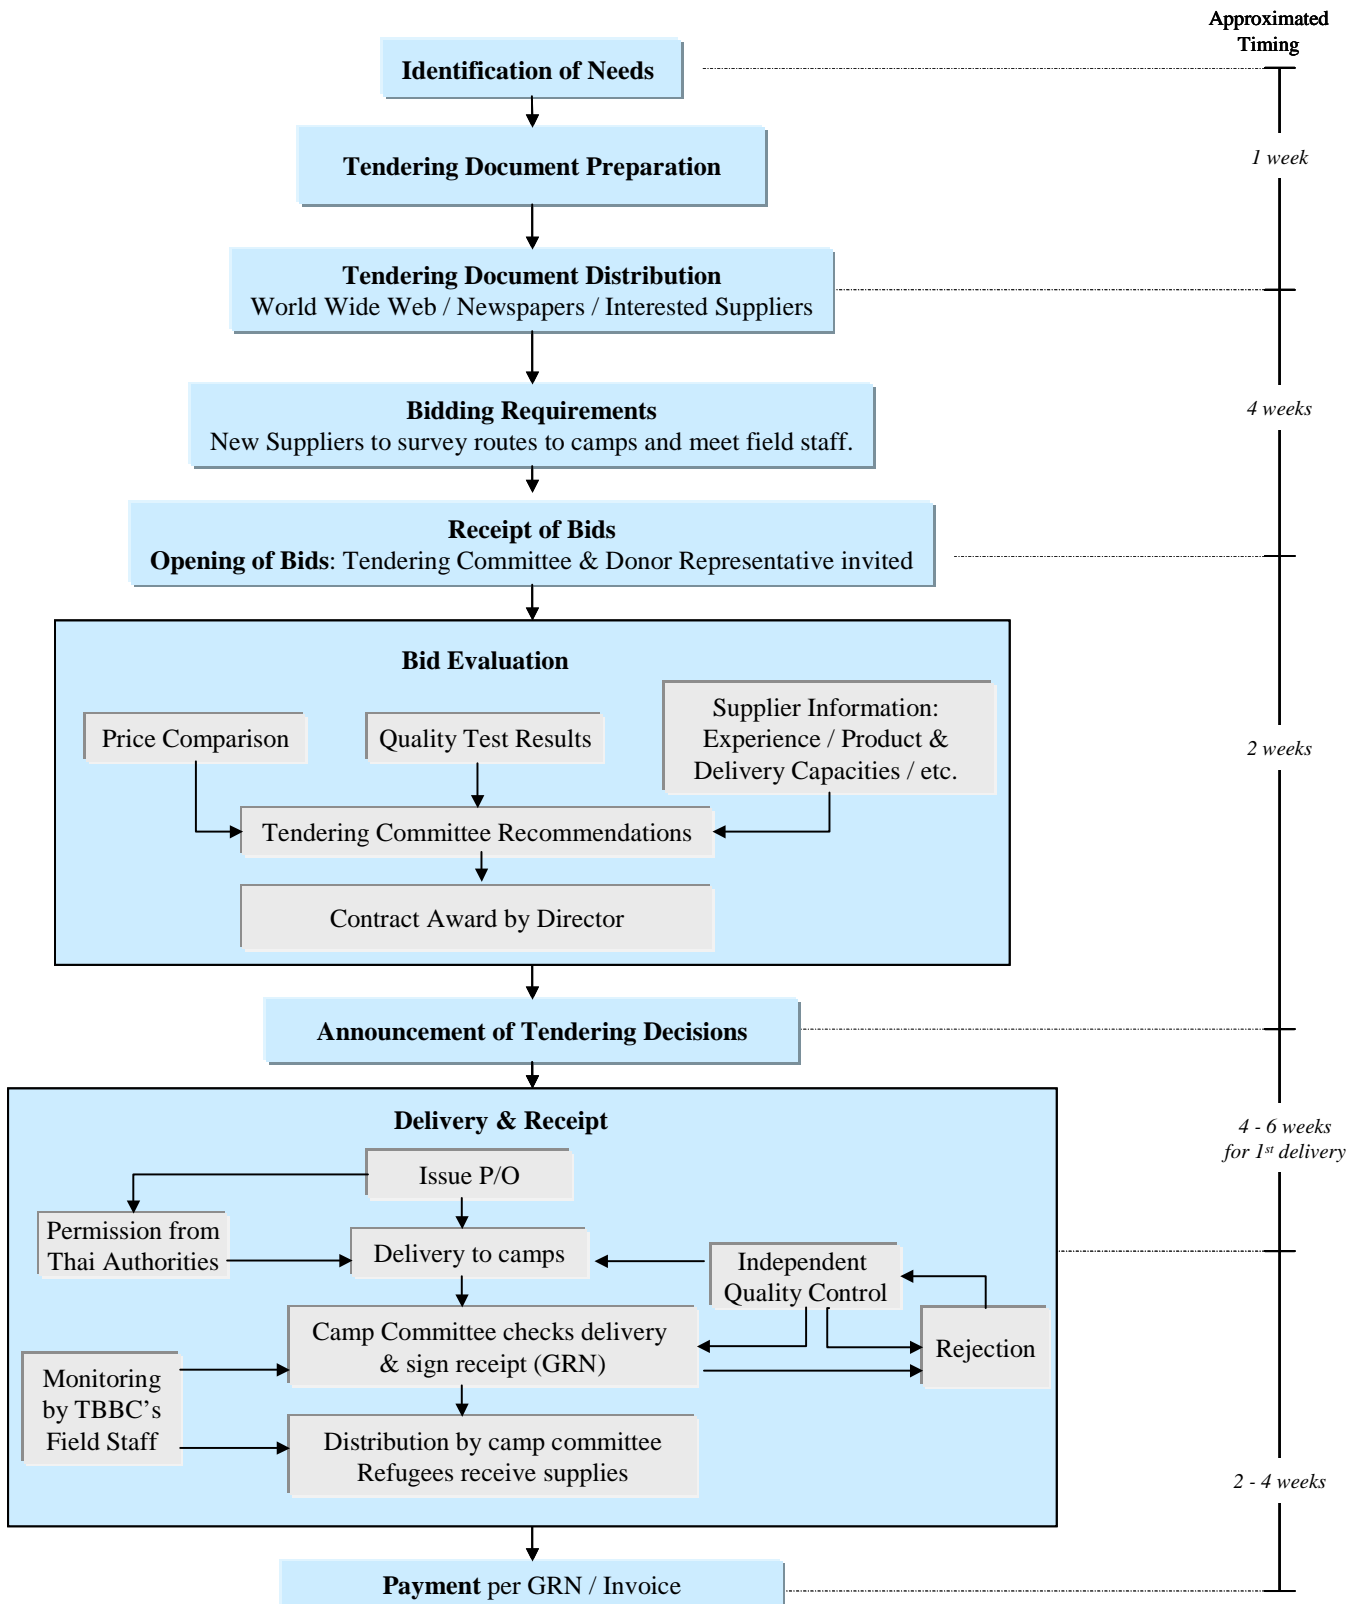 Approximated
Timing
Identification of Needs
Tendering Document Preparation
1 week
Tendering Document Distribution
World Wide Web / Newspapers / Interested Suppliers
Bidding Requirements
New Suppliers to survey routes to camps and meet field staff.
4 weeks
Receipt of Bids
Opening of Bids: Tendering Committee & Donor Representative invited
Bid Evaluation
Price Comparison
Quality Test Results
Supplier Information:
Experience / Product &
Delivery Capacities / etc.
2 weeks
Tendering Committee Recommendations
Contract Award by Director
Announcement of Tendering Decisions
Delivery & Receipt
4 - 6 weeks
for 1st delivery
Issue P/O
Permission from
Thai Authorities
Delivery to camps
Independent
Quality Control
Camp Committee checks delivery
& sign receipt (GRN)
Rejection
Monitoring
by TBBC's
Field Staff
Distribution by camp committee
Refugees receive supplies
2 - 4 weeks
Payment per GRN / Invoice